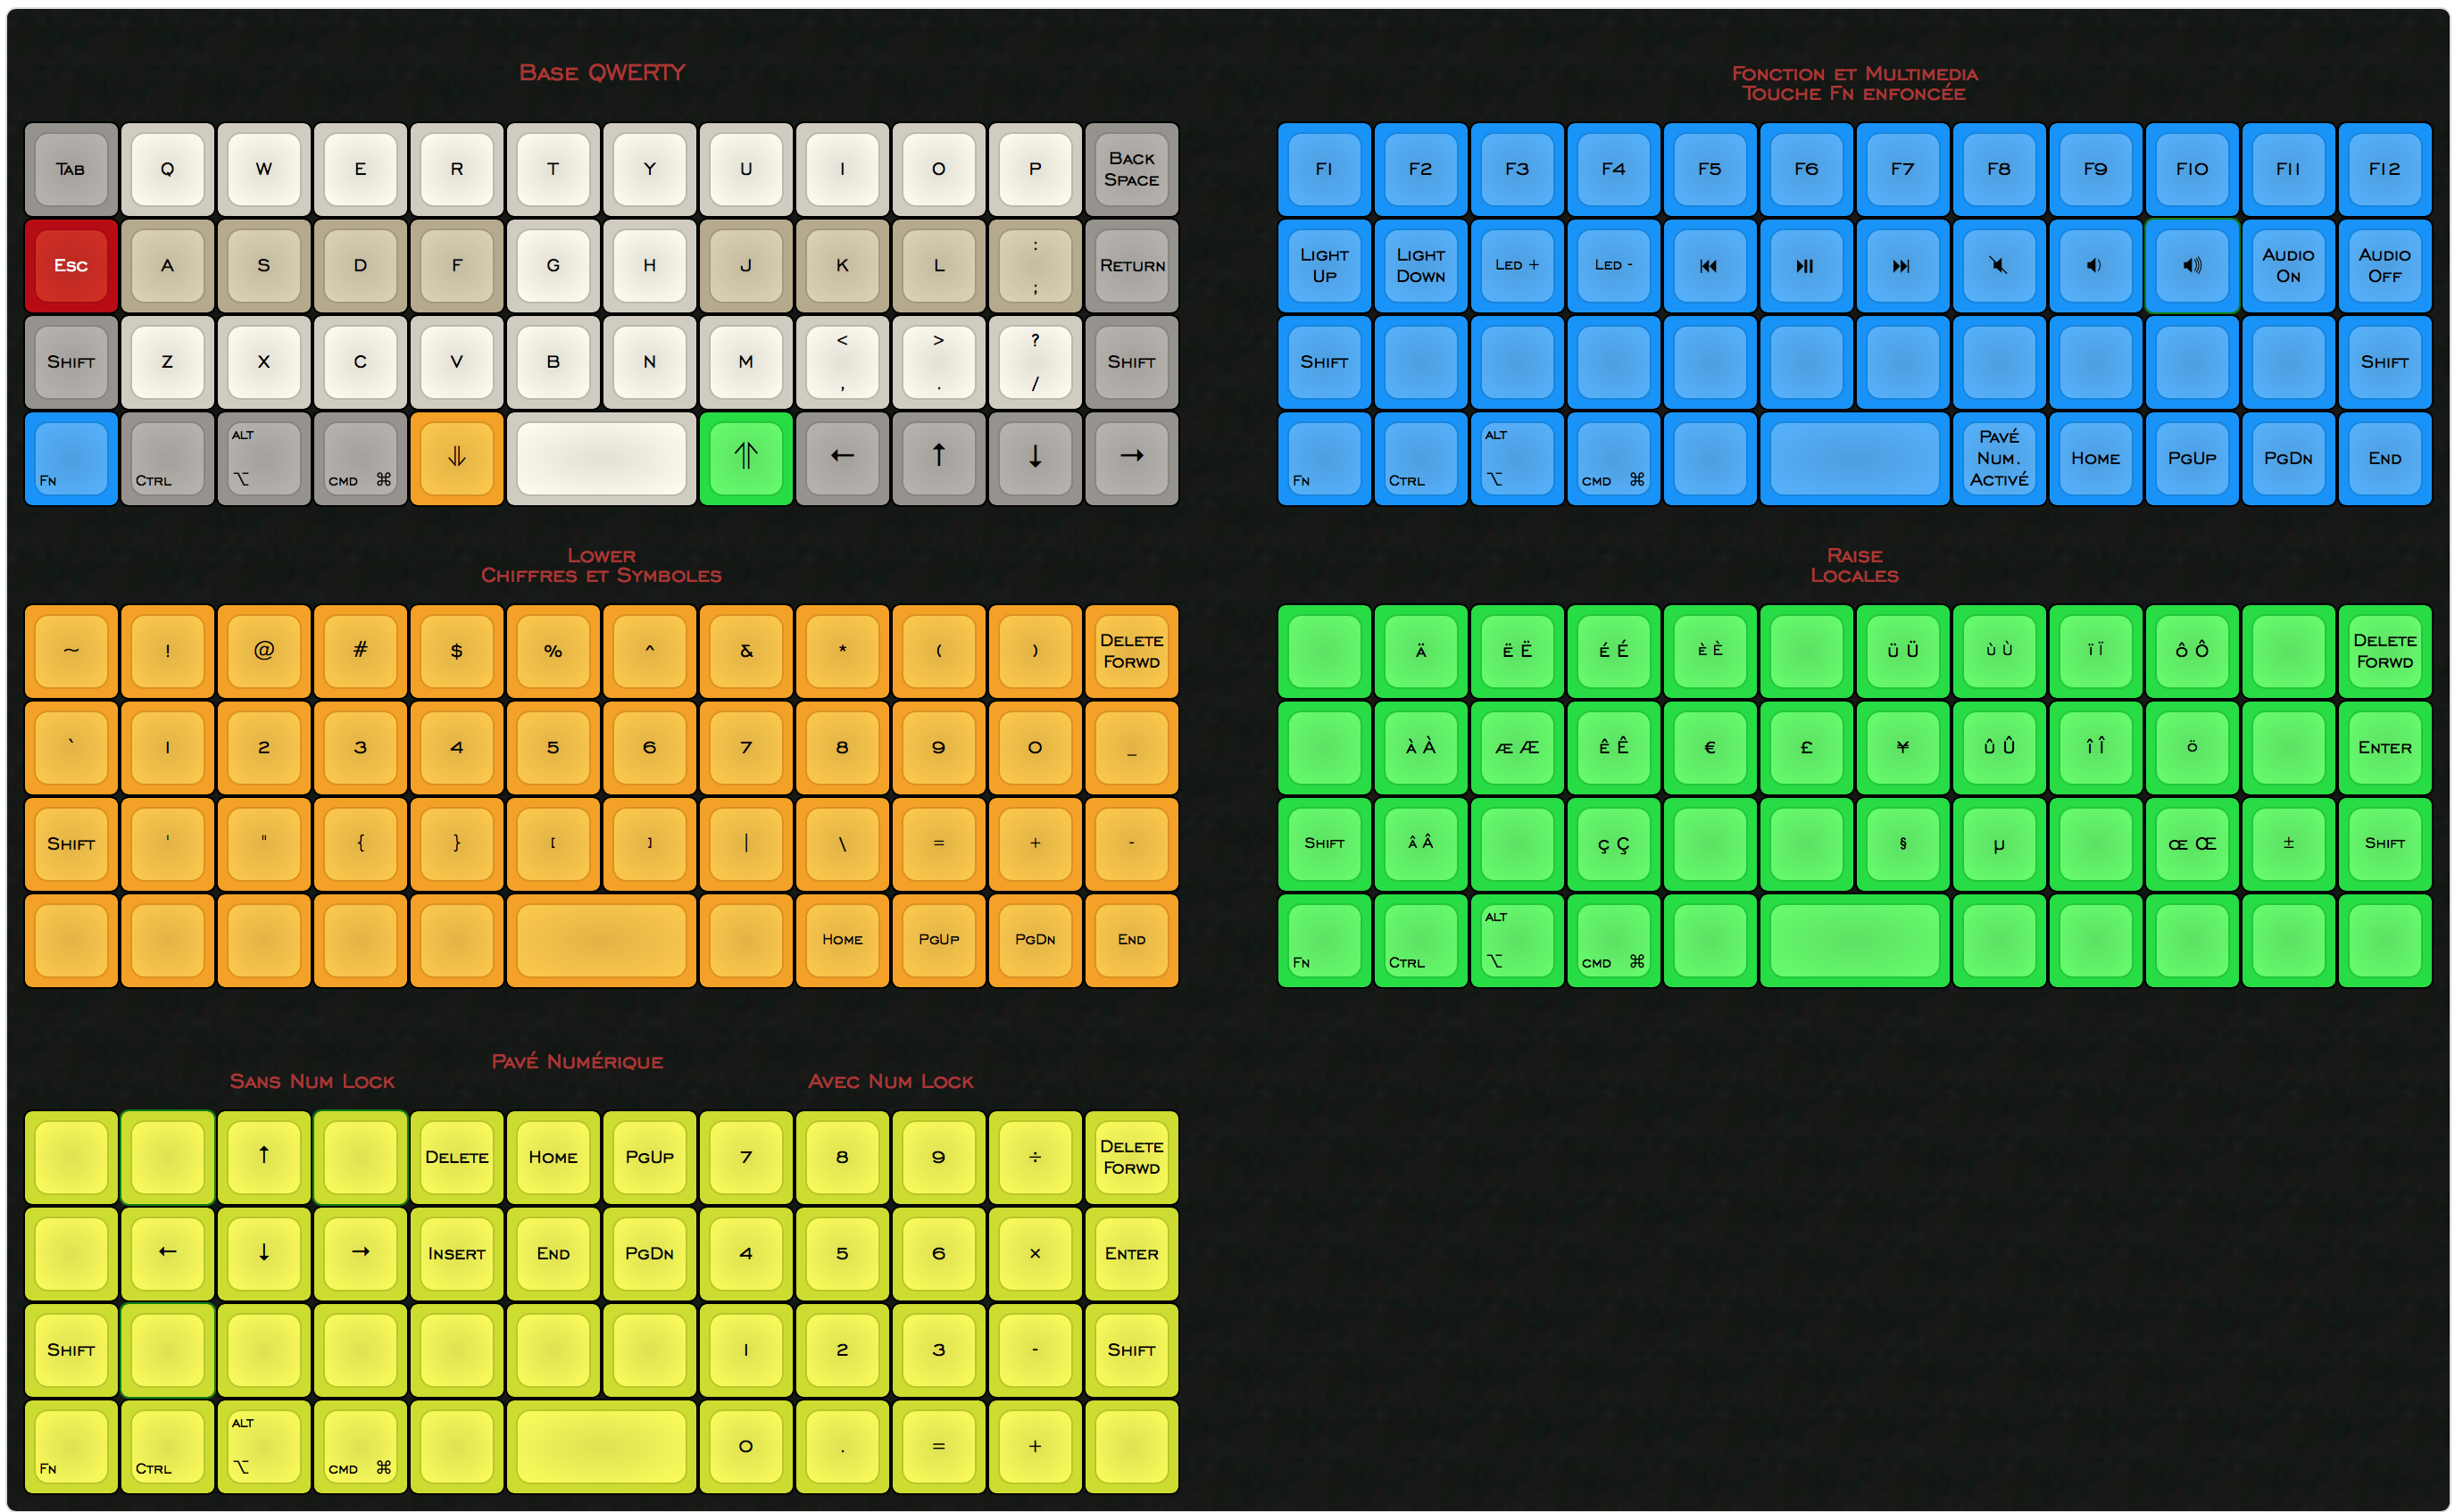 Base QWERTY
Tab Q W E R T Y U I O P Back Space
Esc A S D F G H J K L : ; Return
Shift Z X C V B N M < , > . ? / Shift
Fn Ctrl Alt ⌥ cmd ⌘ ⇓ ⇑ ← ↑ ↓ →
Fonction et Multimedia
Touche Fn enfoncée
F1 F2 F3 F4 F5 F6 F7 F8 F9 F10 F11 F12
Light Up Light Down Led + Led - Audio On Audio Off
Shift Shift
Fn Ctrl Alt ⌥ cmd ⌘ Pavé Num. Activé Home PgUp PgDn End
Lower
Chiffres et Symboles
~ ! @ # $ % ^ & * ( ) Delete Forwd
` 1 2 3 4 5 6 7 8 9 0 _
Shift ' " { } [ ] | \ = + -
Home PgUp PgDn End
Raise
Locales
Ä ë Ë é É è È ü Ü ù Ù ï Ï ô Ô Delete Forwd
à À æ Æ ê Ê € £ ¥ û Û î Î ö Enter
Shift â Â ç Ç § µ œ Œ ± Shift
Fn Ctrl Alt ⌥ cmd ⌘
Pavé Numérique
Sans Num Lock Avec Num Lock
↑ Delete Home PgUp 7 8 9 ÷ Delete Forwd
← ↓ → Insert End PgDn 4 5 6 × Enter
Shift 1 2 3 - Shift
Fn Ctrl Alt ⌥ cmd ⌘ 0 . = +